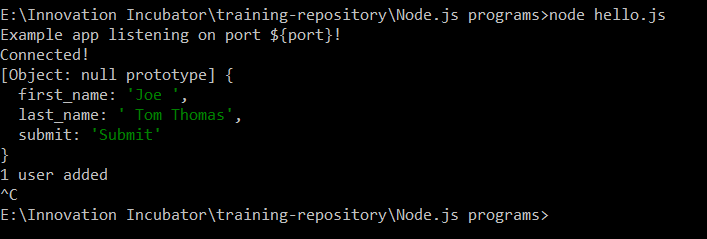 E:\Innovation Incubator\training-repository\Node.js programs>node hello.js
Example app listening on port ${port}!
Connected!
[Object: null prototype] {
  first_name: 'Joe ',
  last_name: ' Tom Thomas',
  submit: 'Submit'
}
1 user added
^C
E:\Innovation Incubator\training-repository\Node.js programs>